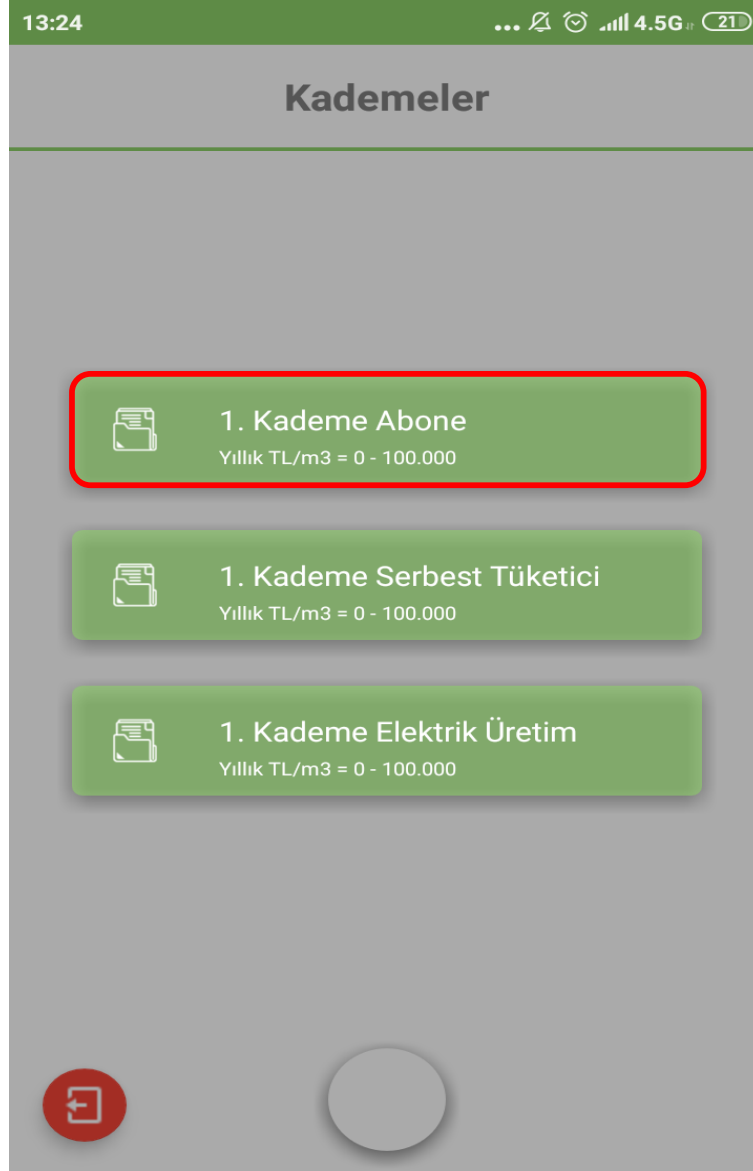 13:24
... 4.5G 21
Kademeler
1. Kademe Abone
Yıllık TL/m3 = 0 - 100.000
1. Kademe Serbest Tüketici
Yıllık TL/m3 = 0 - 100.000
1. Kademe Elektrik Üretim
Yıllık TL/m3 = 0 - 100.000